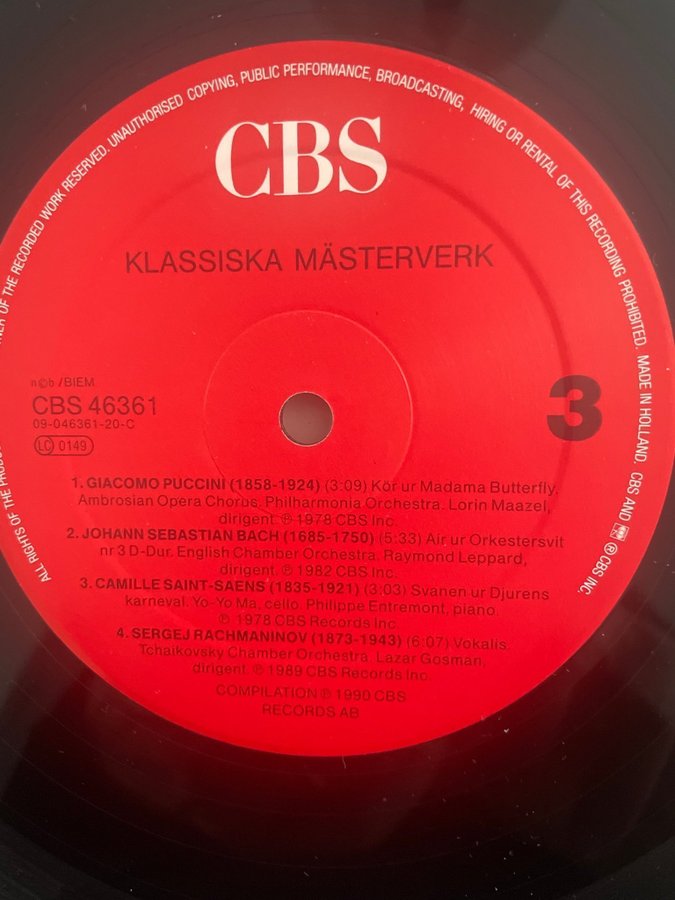 ALL RIGHTS OF THE OF THE RECORDED WORK RESERVED. UNAUTHORISED COPYING, PUBLIC PERFORMANCE, BROADCASTING, HIRING OR RENTAL OF THIS RECORDING PROHIBITED. MADE IN HOLLAND. CBS AND ® CBS INC.
CBS
KLASSISKA MÄSTERVERK
n©b/BIEM.
CBS 46361
09-046361-20-C
LC 0149
3
1. GIACOMO PUCCINI (1858-1924) (3:09) Kör ur Madama Butterfly.
Ambrosian Opera Chorus. Philharmonia Orchestra. Lorin Maazel,
dirigent. ℗ 1978 CBS Inc.
2. JOHANN SEBASTIAN BACH (1685-1750) (5:33) Air ur Orkestersvit
nr 3 D-Dur. English Chamber Orchestra. Raymond Leppard,
dirigent. ℗ 1982 CBS Inc.
3. CAMILLE SAINT-SAENS (1835-1921) (3:03) Svanen ur Djurens
karneval. Yo-Yo Ma, cello. Philippe Entremont, piano.
℗ 1978 CBS Records Inc.
4. SERGEJ RACHMANINOV (1873-1943) (6:07) Vokalis.
Tchaikovsky Chamber Orchestra. Lazar Gosman,
dirigent. ℗ 1989 CBS Records Inc.
COMPILATION ℗ 1990 CBS
RECORDS AB